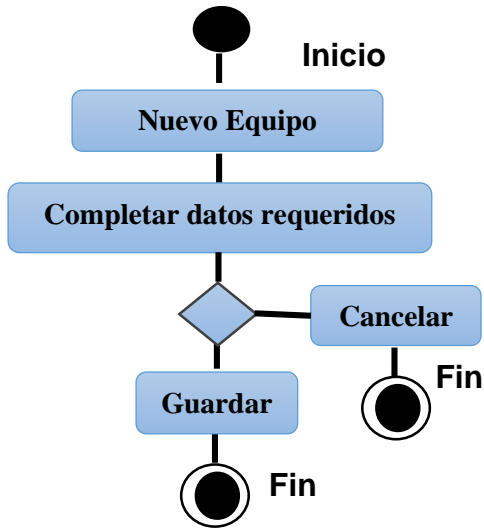 Inicio
Nuevo Equipo
Completar datos requeridos
Cancelar
Fin
Guardar
Fin